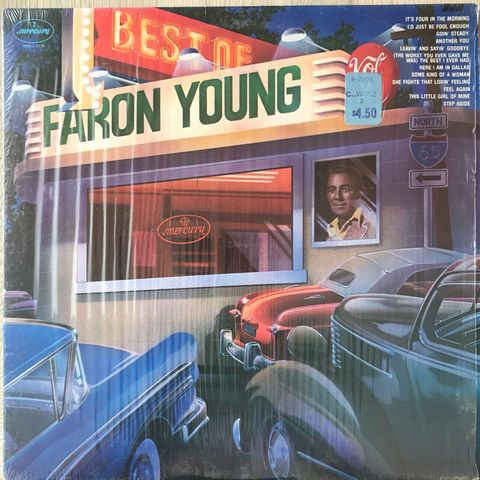 mercury
BEST OF
FARON YOUNG
Vol.
IT'S FOUR IN THE MORNING
I'D JUST BE FOOL ENOUGH
GOIN' STEADY
ANOTHER YOU
LEAVIN' AND SAYIN' GOODBYE
(THE WORST YOU EVER GAVE ME
WAS) THE BEST I EVER HAD
HERE I AM IN DALLAS
SOME KIND OF A WOMAN
SHE FIGHTS THAT LOVIN' FEELING
FEEL AGAIN
THIS LITTLE GIRL OF MINE
STEP ASIDE
$4.50
NORTH
65
mercury